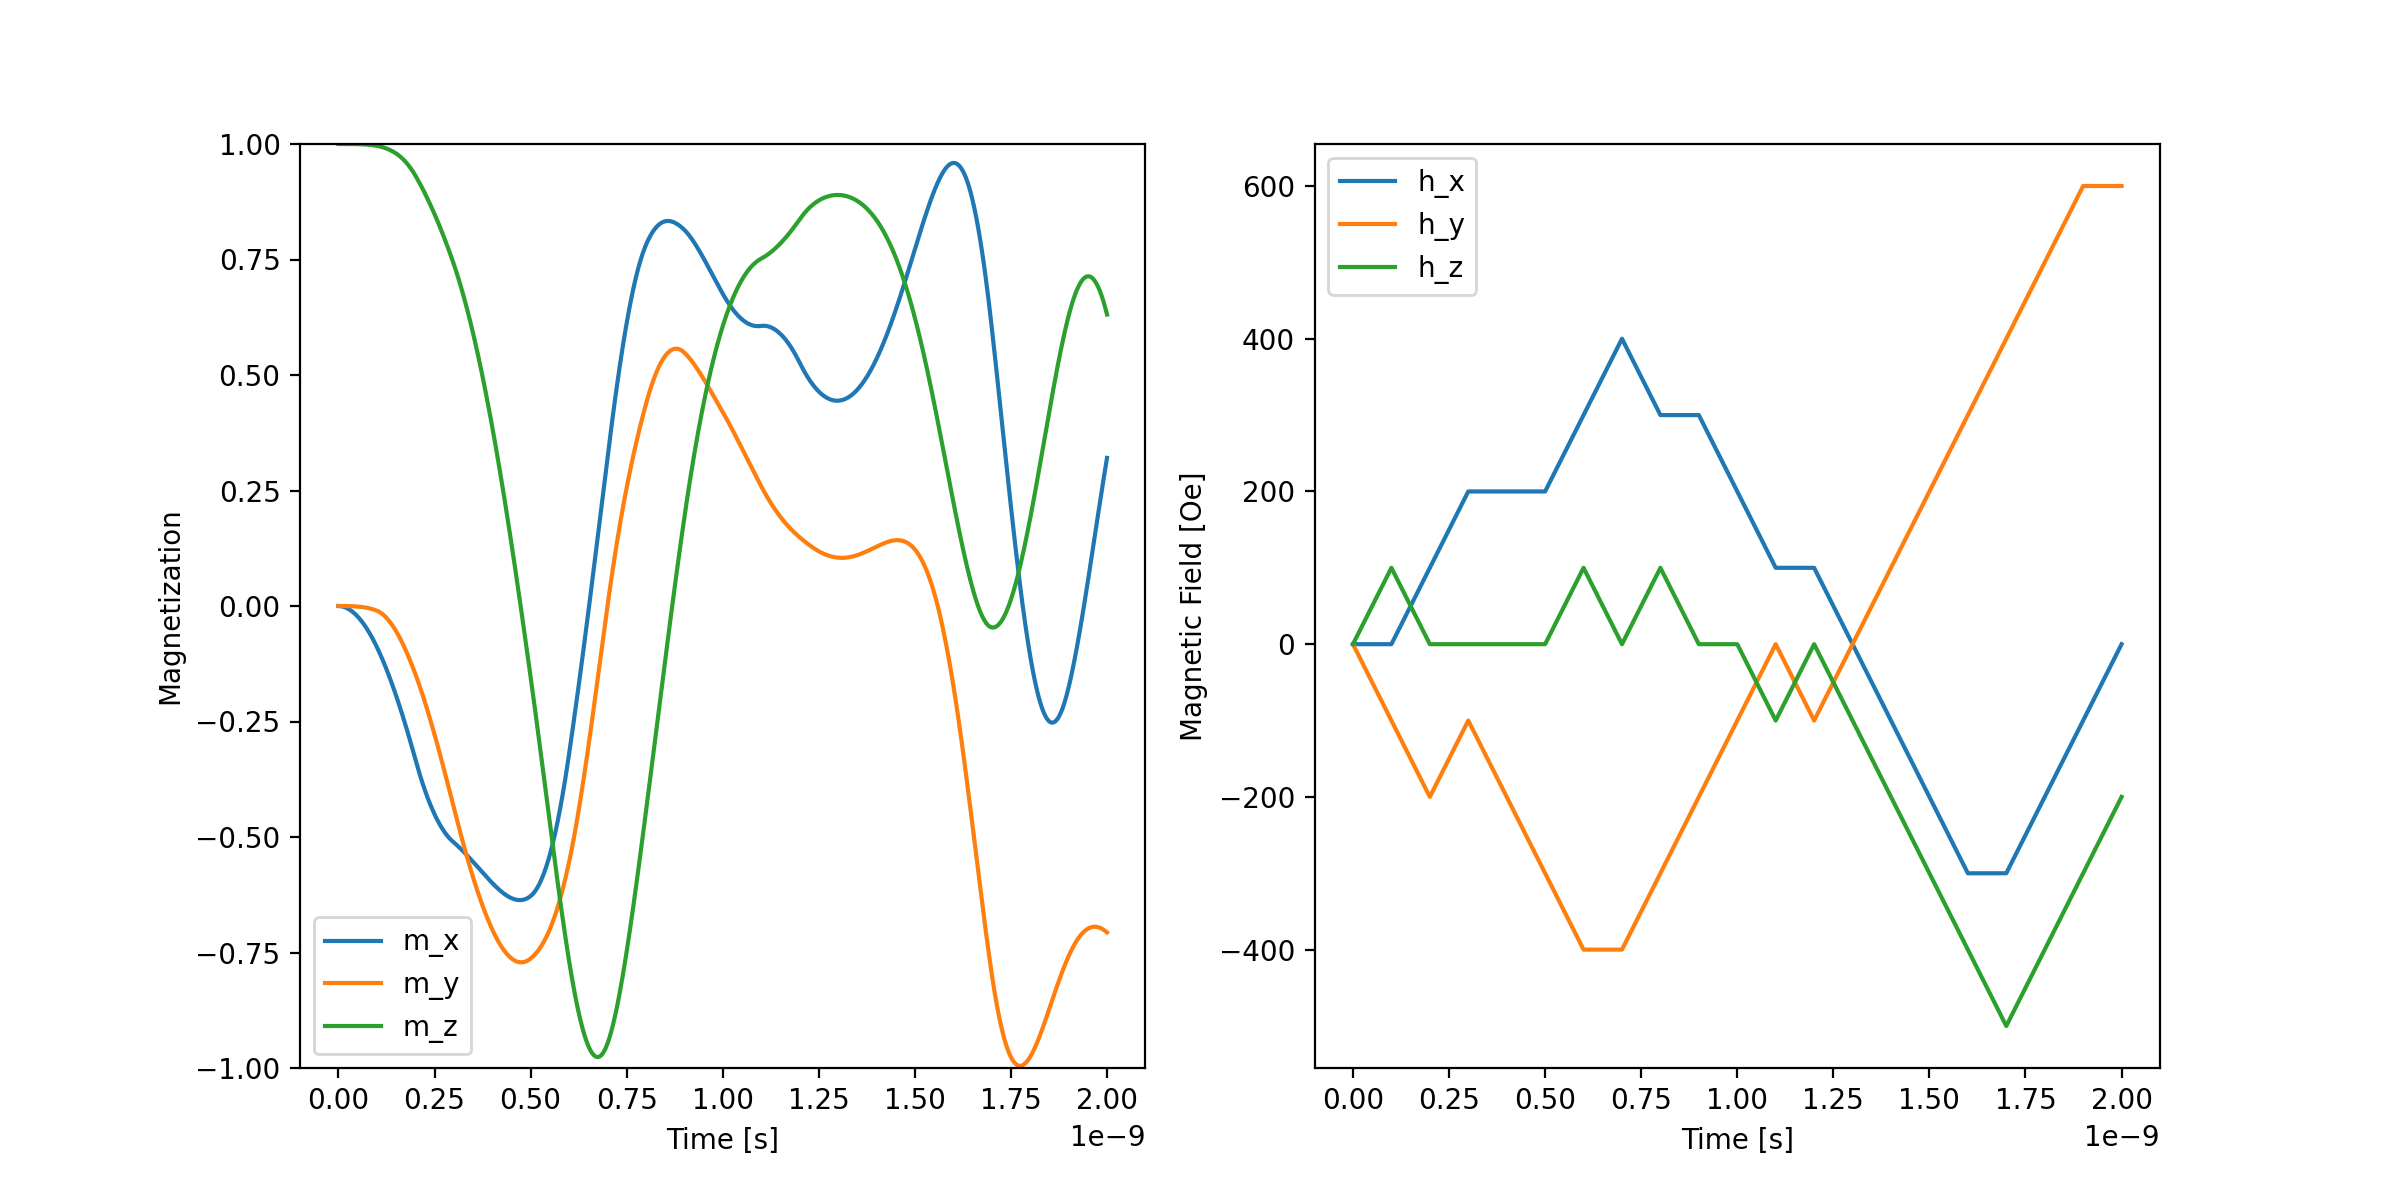 1.00
0.75
0.50
0.25
0.00
−0.25
−0.50
−0.75
−1.00
Magnetization
m_x
m_y
m_z
0.00 0.25 0.50 0.75 1.00 1.25 1.50 1.75 2.00
Time [s]
1e−9
600
400
200
0
−200
−400
Magnetic Field [Oe]
h_x
h_y
h_z
0.00 0.25 0.50 0.75 1.00 1.25 1.50 1.75 2.00
Time [s]
1e−9